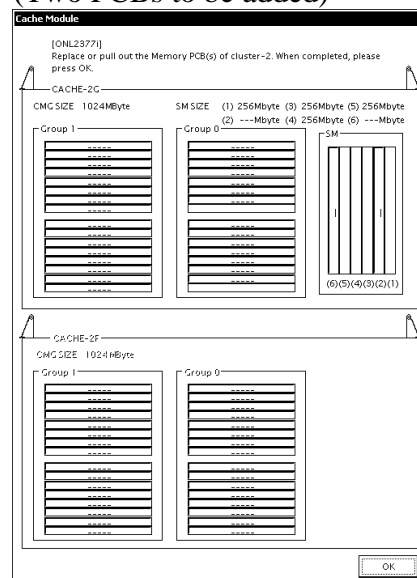 (Two PCBs to be added)
Cache Module
[ONL2377i]
Replace or pull out the Memory PCB(s) of cluster-2. When completed, please
press OK.
CACHE-2G
CMG SIZE 1024MByte SM SIZE (1) 256Mbyte (3) 256Mbyte (5) 256Mbyte
(2) ---Mbyte (4) 256Mbyte (6) ---Mbyte
Group 1 Group 0 SM
(6)(5)(4)(3)(2)(1)
CACHE-2F
CMG SIZE 1024MByte
Group 1 Group 0
OK